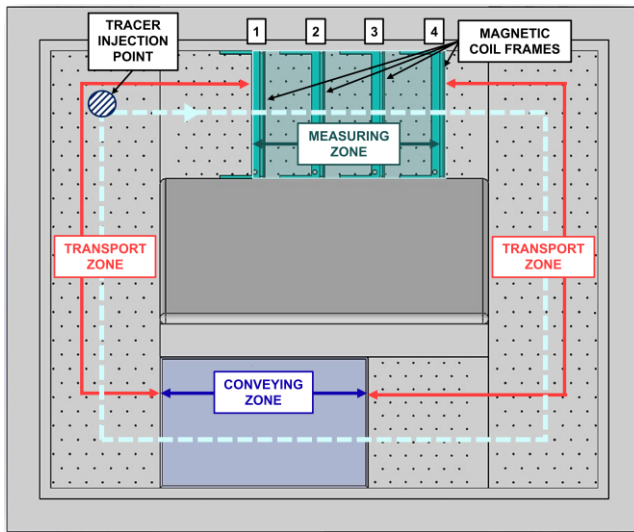 TRACER
INJECTION
POINT
1
2
3
4
MAGNETIC
COIL FRAMES
MEASURING
ZONE
TRANSPORT
ZONE
TRANSPORT
ZONE
CONVEYING
ZONE